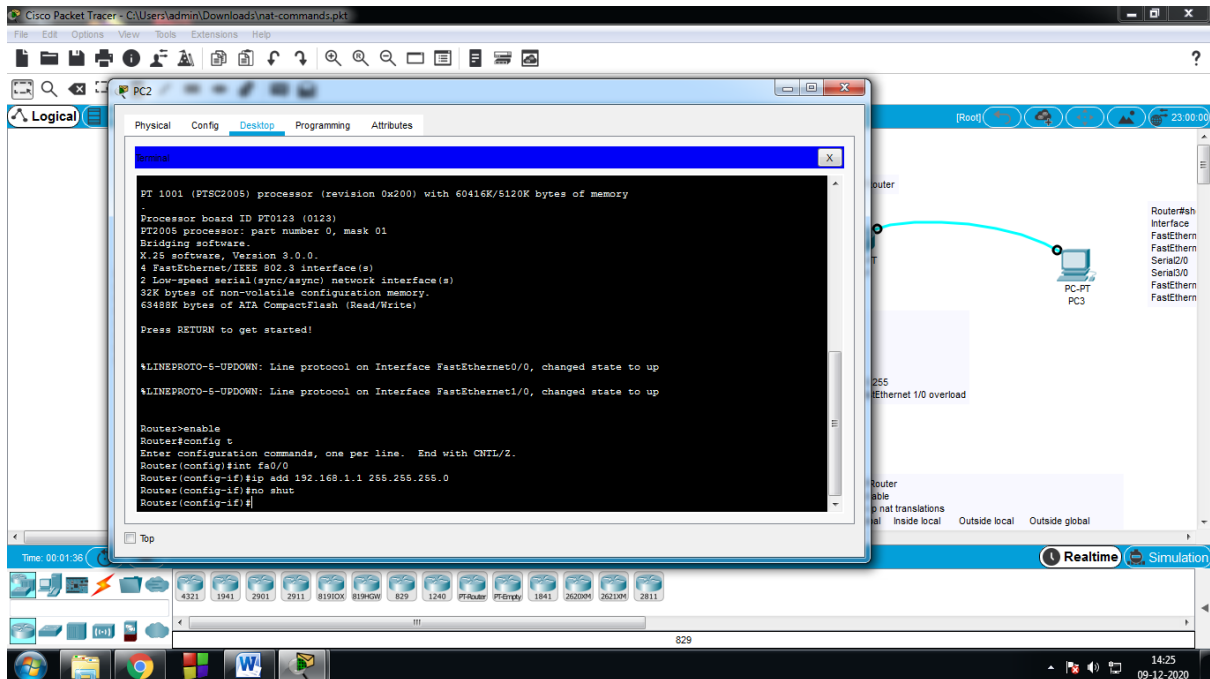 Cisco Packet Tracer - C:\Users\admin\Downloads\nat-commands.pkt
File Edit Options View Tools Extensions Help
?
PC2
Logical
[Root]
23:00:00
Physical Config Desktop Programming Attributes
Terminal
X
PT 1001 (PTSC2005) processor (revision 0x200) with 60416K/5120K bytes of memory
.
Processor board ID PT0123 (0123)
PT2005 processor: part number 0, mask 01
Bridging software.
X.25 software, Version 3.0.0.
4 FastEthernet/IEEE 802.3 interface(s)
2 Low-speed serial(sync/async) network interface(s)
32K bytes of non-volatile configuration memory.
63488K bytes of ATA CompactFlash (Read/Write)
Press RETURN to get started!
%LINEPROTO-5-UPDOWN: Line protocol on Interface FastEthernet0/0, changed state to up
%LINEPROTO-5-UPDOWN: Line protocol on Interface FastEthernet1/0, changed state to up
Router>enable
Router#config t
Enter configuration commands, one per line. End with CNTL/Z.
Router(config)#int fa0/0
Router(config-if)#ip add 192.168.1.1 255.255.255.0
Router(config-if)#no shut
Router(config-if)#
Top
outer
T
PC-PT
PC3
Router#sh
Interface
FastEthern
FastEthern
Serial2/0
Serial3/0
FastEthern
FastEthern
255
tEthernet 1/0 overload
Router
able
p nat translations
al Inside local Outside local Outside global
Time: 00:01:36
Realtime
Simulation
4321 1941 2901 2911 819IOX 819HGW 829 1240 PT-Router PT-Empty 1841 2620XM 2621XM 2811
829
14:25
09-12-2020